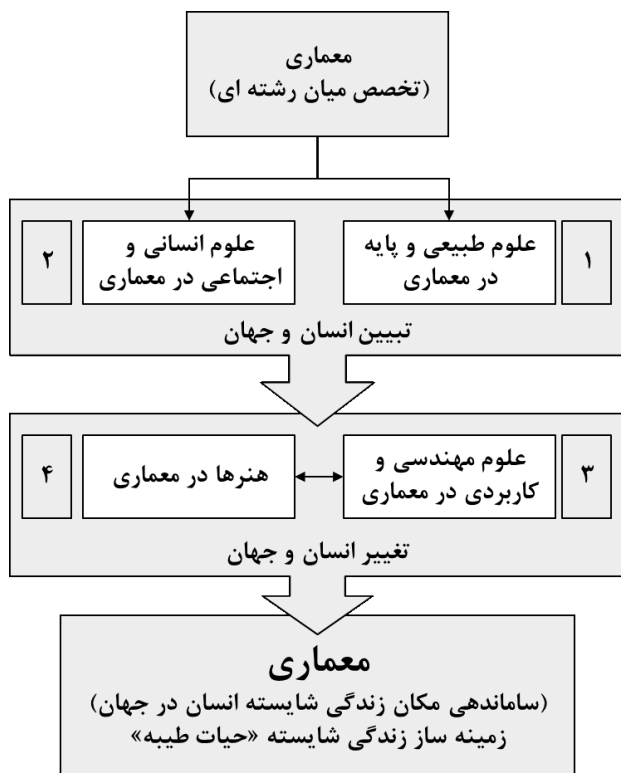 معماری
(تخصص میان رشته ای)
۱
علوم طبیعی و پایه
در معماری
علوم انسانی و
اجتماعی در معماری
۲
تبیین انسان و جهان
۳
علوم مهندسی و
کاربردی در معماری
هنرها در معماری
۴
تغییر انسان و جهان
معماری
(ساماندهی مکان زندگی شایسته انسان در جهان)
زمینه ساز زندگی شایسته «حیات طیبه»